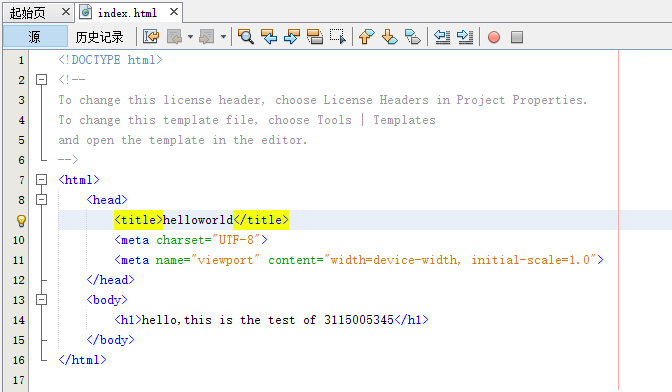 起始页 index.html
源 历史记录
1 <!DOCTYPE html>
2 <!--
3 To change this license header, choose License Headers in Project Properties.
4 To change this template file, choose Tools | Templates
5 and open the template in the editor.
6 -->
7 <html>
8 <head>
<title>helloworld</title>
10 <meta charset="UTF-8">
11 <meta name="viewport" content="width=device-width, initial-scale=1.0">
12 </head>
13 <body>
14 <h1>hello,this is the test of 3115005345</h1>
15 </body>
16 </html>
17